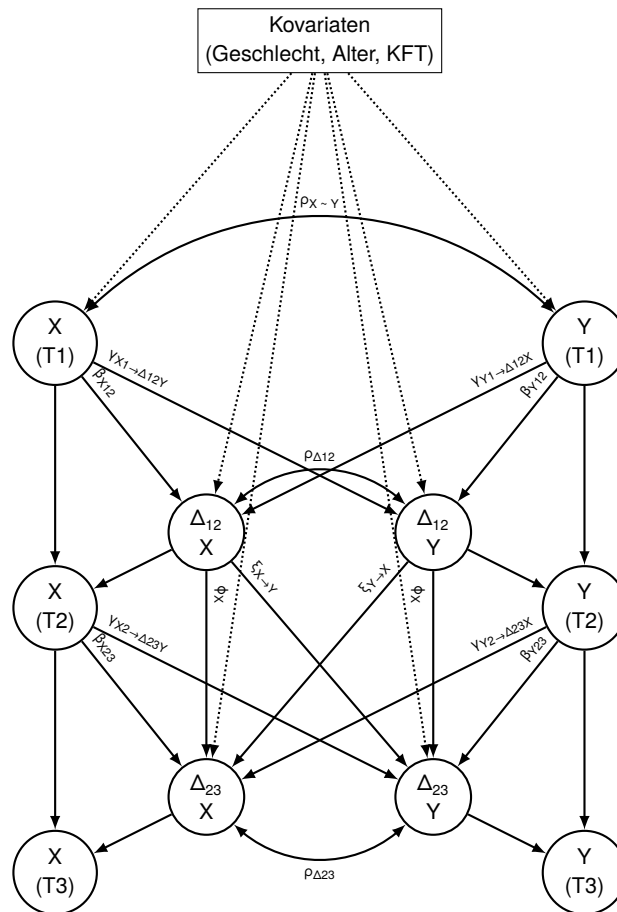 Kovariaten
(Geschlecht, Alter, KFT)
ρX ~ Y
X
(T1)
Y
(T1)
γX1→Δ12Y
βX12
γY1→Δ12X
βY12
ρΔ12
Δ12
X
Δ12
Y
X
(T2)
Y
(T2)
ξX→Y
ϕX
ξY→X
ϕX
γX2→Δ23Y
βX23
γY2→Δ23X
βY23
Δ23
X
Δ23
Y
ρΔ23
X
(T3)
Y
(T3)